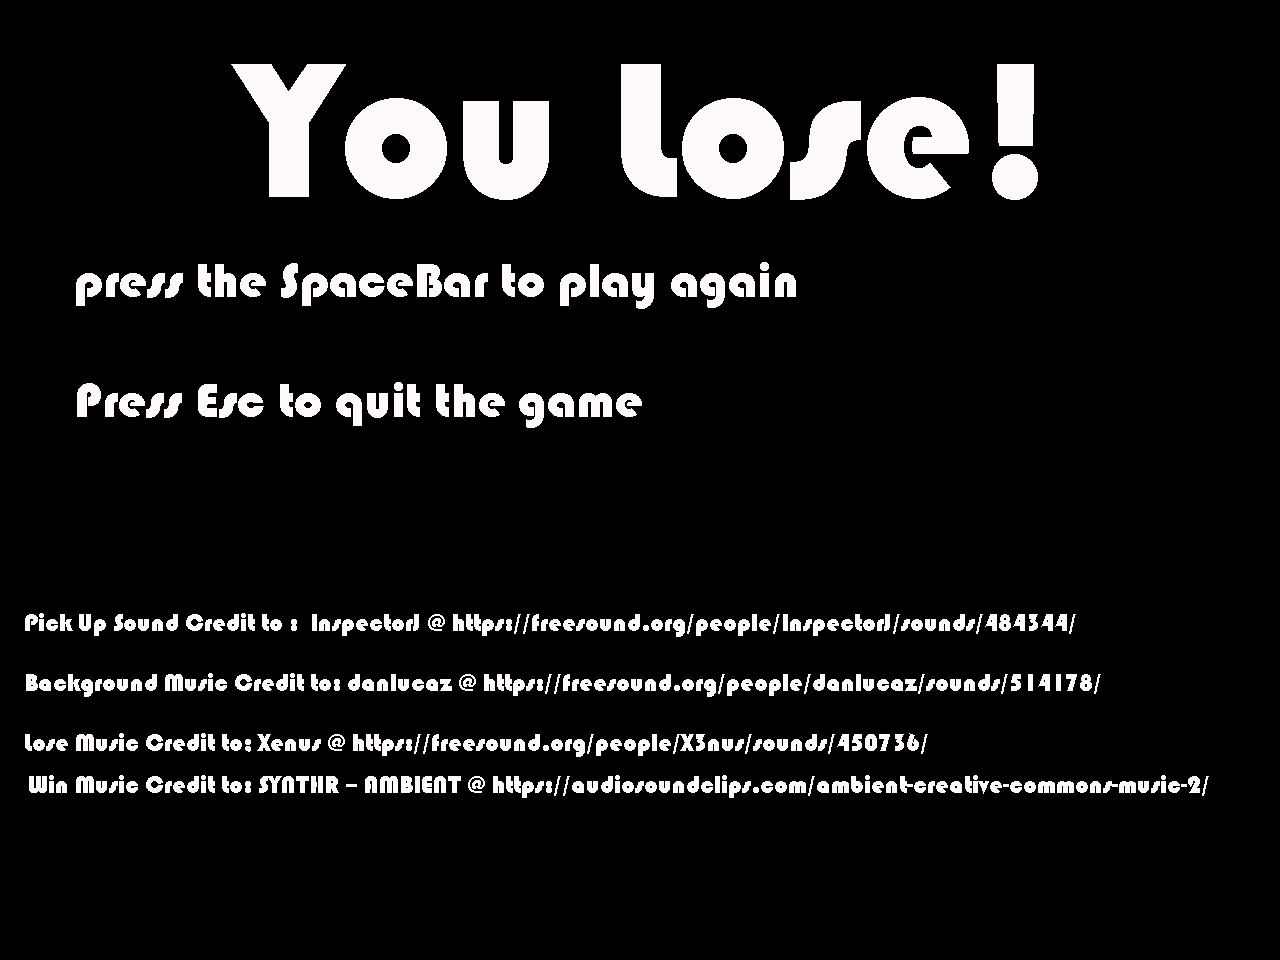 You Lose!
press the SpaceBar to play again
Press Esc to quit the game
Pick Up Sound Credit to : InspectorJ @ https://freesound.org/people/InspectorJ/sounds/484344/
Background Music Credit to: danlucaz @ https://freesound.org/people/danlucaz/sounds/514178/
Lose Music Credit to; Xenus @ https://freesound.org/people/X3nus/sounds/450736/
Win Music Credit to: SYNTHR – AMBIENT @ https://audiosoundclips.com/ambient-creative-commons-music-2/